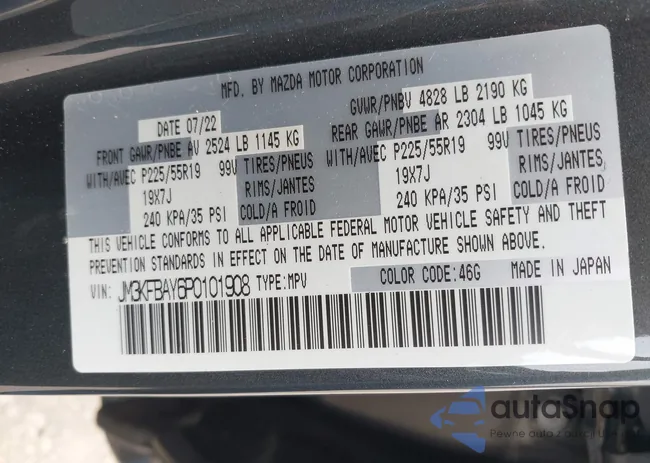 MFD. BY MAZDA MOTOR CORPORATION
DATE 07/22 GVWR/PNBV 4828 LB 2190 KG
FRONT GAWR/PNBE AV 2524 LB 1145 KG REAR GAWR/PNBE AR 2304 LB 1045 KG
WITH/AVEC P225/55R19 99V TIRES/PNEUS WITH/AVEC P225/55R19 99V TIRES/PNEUS
19X7J RIMS/JANTES 19X7J RIMS/JANTES
240 KPA/35 PSI COLD/A FROID 240 KPA/35 PSI COLD/A FROID
THIS VEHICLE CONFORMS TO ALL APPLICABLE FEDERAL MOTOR VEHICLE SAFETY AND THEFT
PREVENTION STANDARDS IN EFFECT ON THE DATE OF MANUFACTURE SHOWN ABOVE.
VIN: JM3KFBAY6P0101908 TYPE:MPV COLOR CODE:46G MADE IN JAPAN
autaSnap
Pewne auto z aukcji U